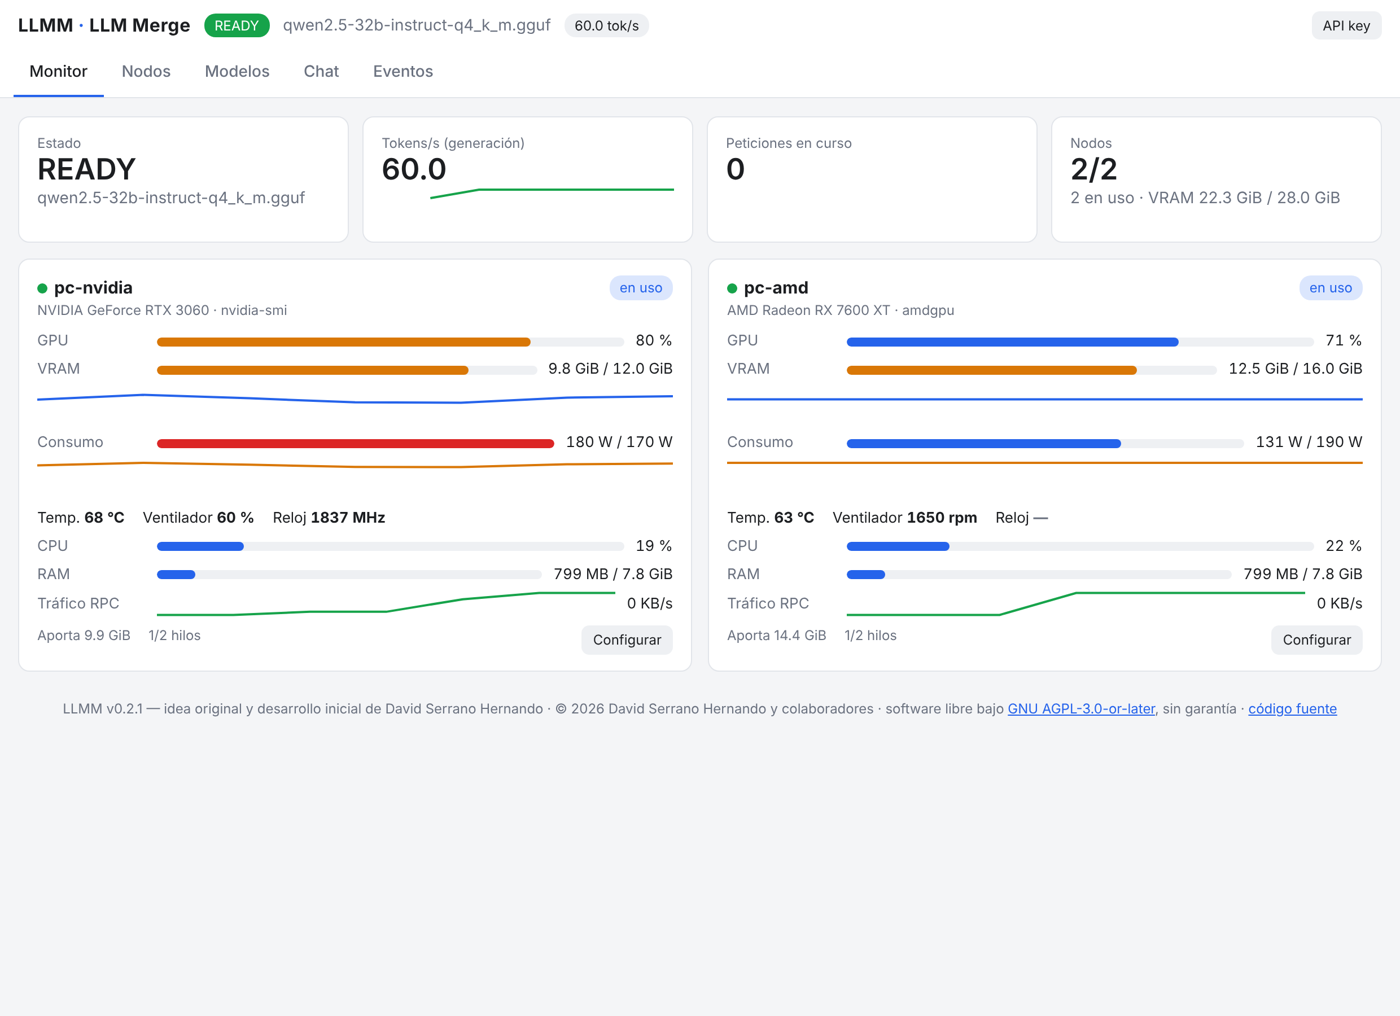 LLMM · LLM Merge READY qwen2.5-32b-instruct-q4_k_m.gguf 60.0 tok/s API key
Monitor Nodos Modelos Chat Eventos
Estado
READY
qwen2.5-32b-instruct-q4_k_m.gguf
Tokens/s (generación)
60.0
Peticiones en curso
0
Nodos
2/2
2 en uso · VRAM 22.3 GiB / 28.0 GiB
pc-nvidia en uso
NVIDIA GeForce RTX 3060 · nvidia-smi
GPU 80 %
VRAM 9.8 GiB / 12.0 GiB
Consumo 180 W / 170 W
Temp. 68 °C Ventilador 60 % Reloj 1837 MHz
CPU 19 %
RAM 799 MB / 7.8 GiB
Tráfico RPC 0 KB/s
Aporta 9.9 GiB 1/2 hilos Configurar
pc-amd en uso
AMD Radeon RX 7600 XT · amdgpu
GPU 71 %
VRAM 12.5 GiB / 16.0 GiB
Consumo 131 W / 190 W
Temp. 63 °C Ventilador 1650 rpm Reloj —
CPU 22 %
RAM 799 MB / 7.8 GiB
Tráfico RPC 0 KB/s
Aporta 14.4 GiB 1/2 hilos Configurar
LLMM v0.2.1 — idea original y desarrollo inicial de David Serrano Hernando · © 2026 David Serrano Hernando y colaboradores · software libre bajo GNU AGPL-3.0-or-later, sin garantía · código fuente